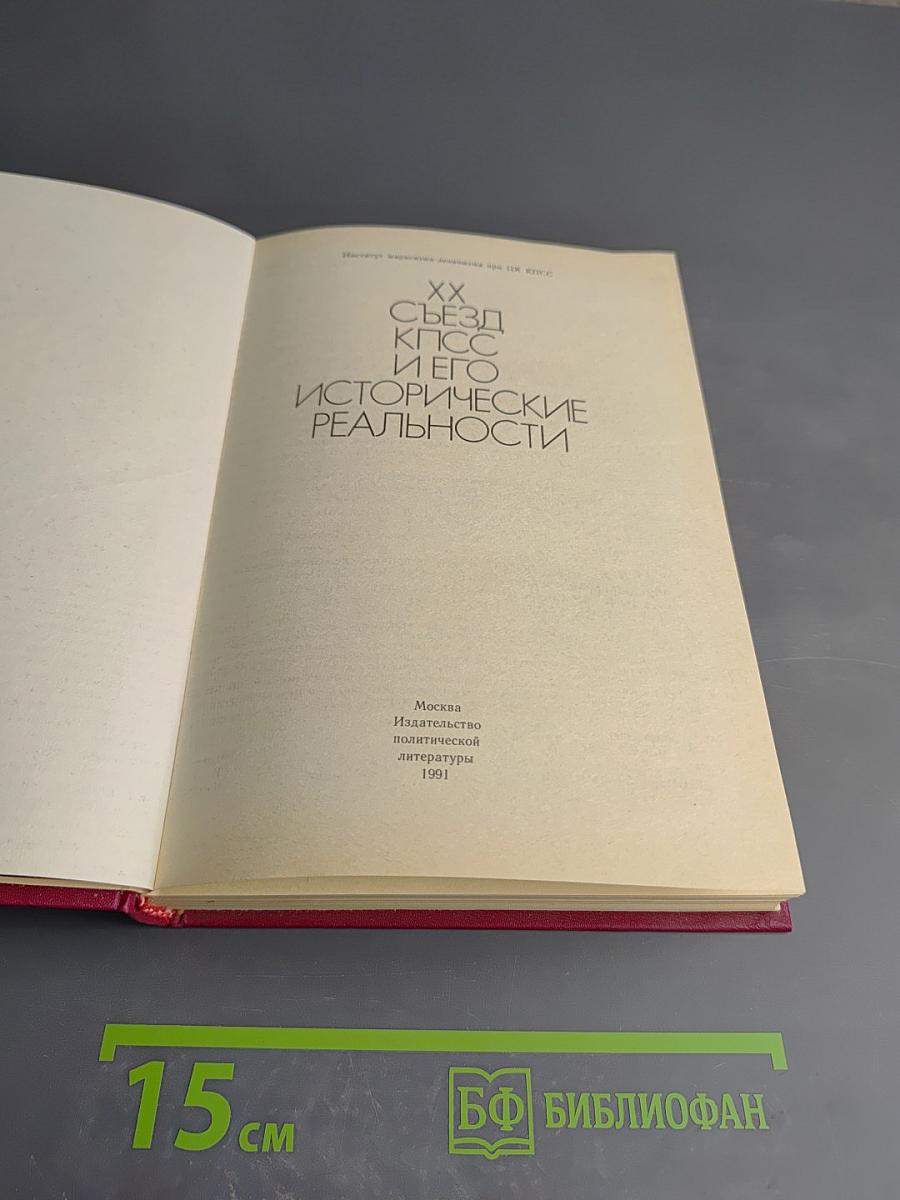 Институт марксизма-ленинизма при ЦК КПСС
XX
СЪЕЗД
КПСС
И ЕГО
ИСТОРИЧЕСКИЕ
РЕАЛЬНОСТИ
Москва
Издательство
политической
литературы
1991
15 см
БФ БИБЛИОФАН